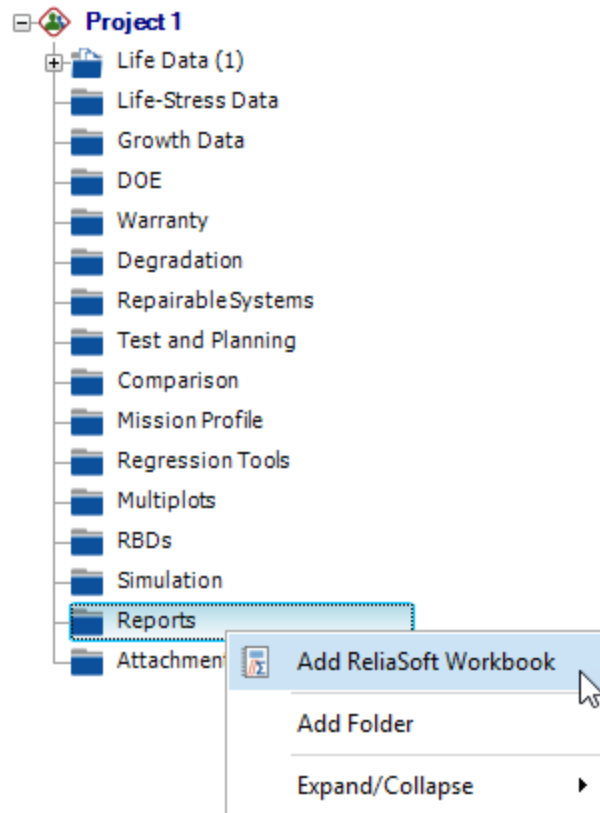 Project 1
Life Data (1)
Life-Stress Data
Growth Data
DOE
Warranty
Degradation
Repairable Systems
Test and Planning
Comparison
Mission Profile
Regression Tools
Multiplots
RBDs
Simulation
Reports
Add ReliaSoft Workbook
Attachment
Add Folder
Expand/Collapse